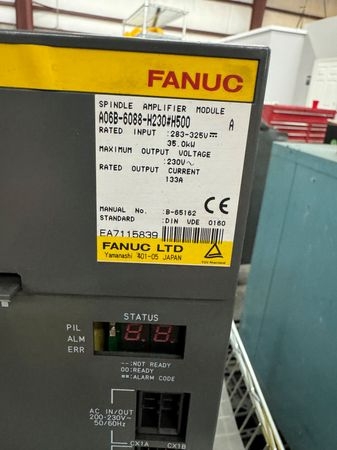 FANUC
SPINDLE AMPLIFIER MODULE
A06B-6088-H230#H500 A
RATED INPUT :283-325V⎓
35.0kW
MAXIMUM OUTPUT VOLTAGE
:230V~
RATED OUTPUT CURRENT
133A
MANUAL No. :B-65162
STANDARD :DIN VDE 0160
CE
EA7115839
FANUC LTD
Yamanashi 401-05 JAPAN
STATUS
PIL
ALM
ERR
--:NOT READY
00:READY
**:ALARM CODE
AC IN/OUT
200-230V~
50/60Hz
CX1A CX1B